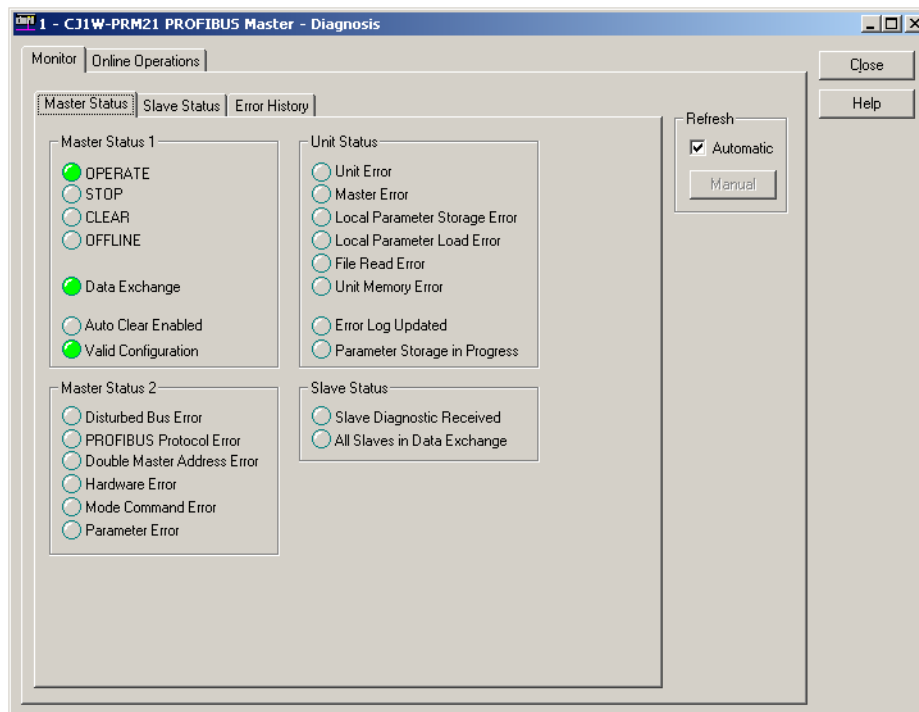 1 - CJ1W-PRM21 PROFIBUS Master - Diagnosis
Monitor
Online Operations
Close
Help
Master Status
Slave Status
Error History
Refresh
Automatic
Manual
Master Status 1
OPERATE
STOP
CLEAR
OFFLINE
Data Exchange
Auto Clear Enabled
Valid Configuration
Unit Status
Unit Error
Master Error
Local Parameter Storage Error
Local Parameter Load Error
File Read Error
Unit Memory Error
Error Log Updated
Parameter Storage in Progress
Master Status 2
Disturbed Bus Error
PROFIBUS Protocol Error
Double Master Address Error
Hardware Error
Mode Command Error
Parameter Error
Slave Status
Slave Diagnostic Received
All Slaves in Data Exchange